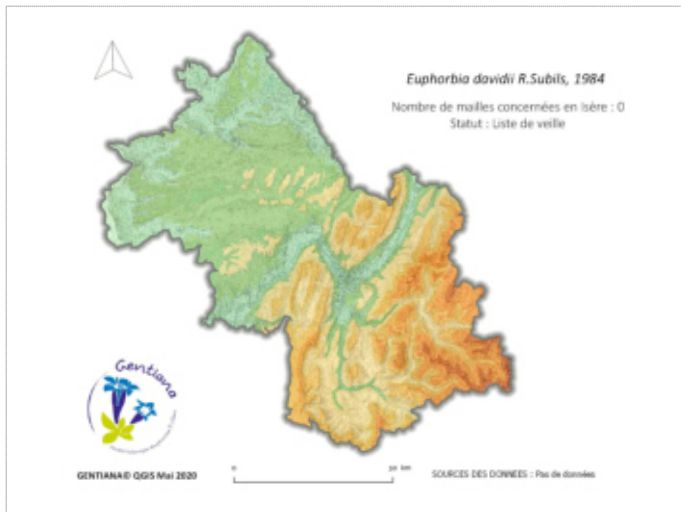 Euphorbia davidii R.Subils, 1984
Nombre de mailles concernées en Isère : 0
Statut : Liste de veille
Gentiana
GENTIANA© QGIS Mai 2020
0
km
SOURCES DES DONNÉES : Pas de données